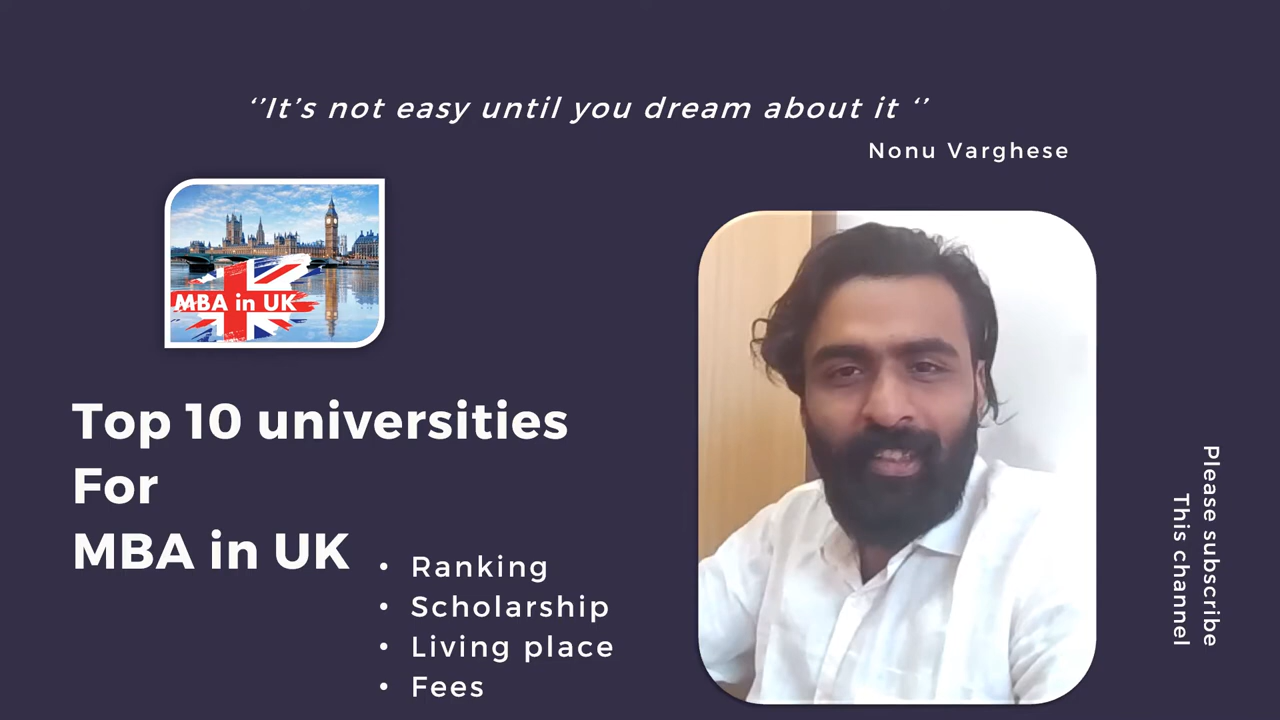 ‘’It’s not easy until you dream about it ‘’
Nonu Varghese
MBA in UK
Top 10 universities
For
MBA in UK
• Ranking
• Scholarship
• Living place
• Fees
Please subscribe
This channel